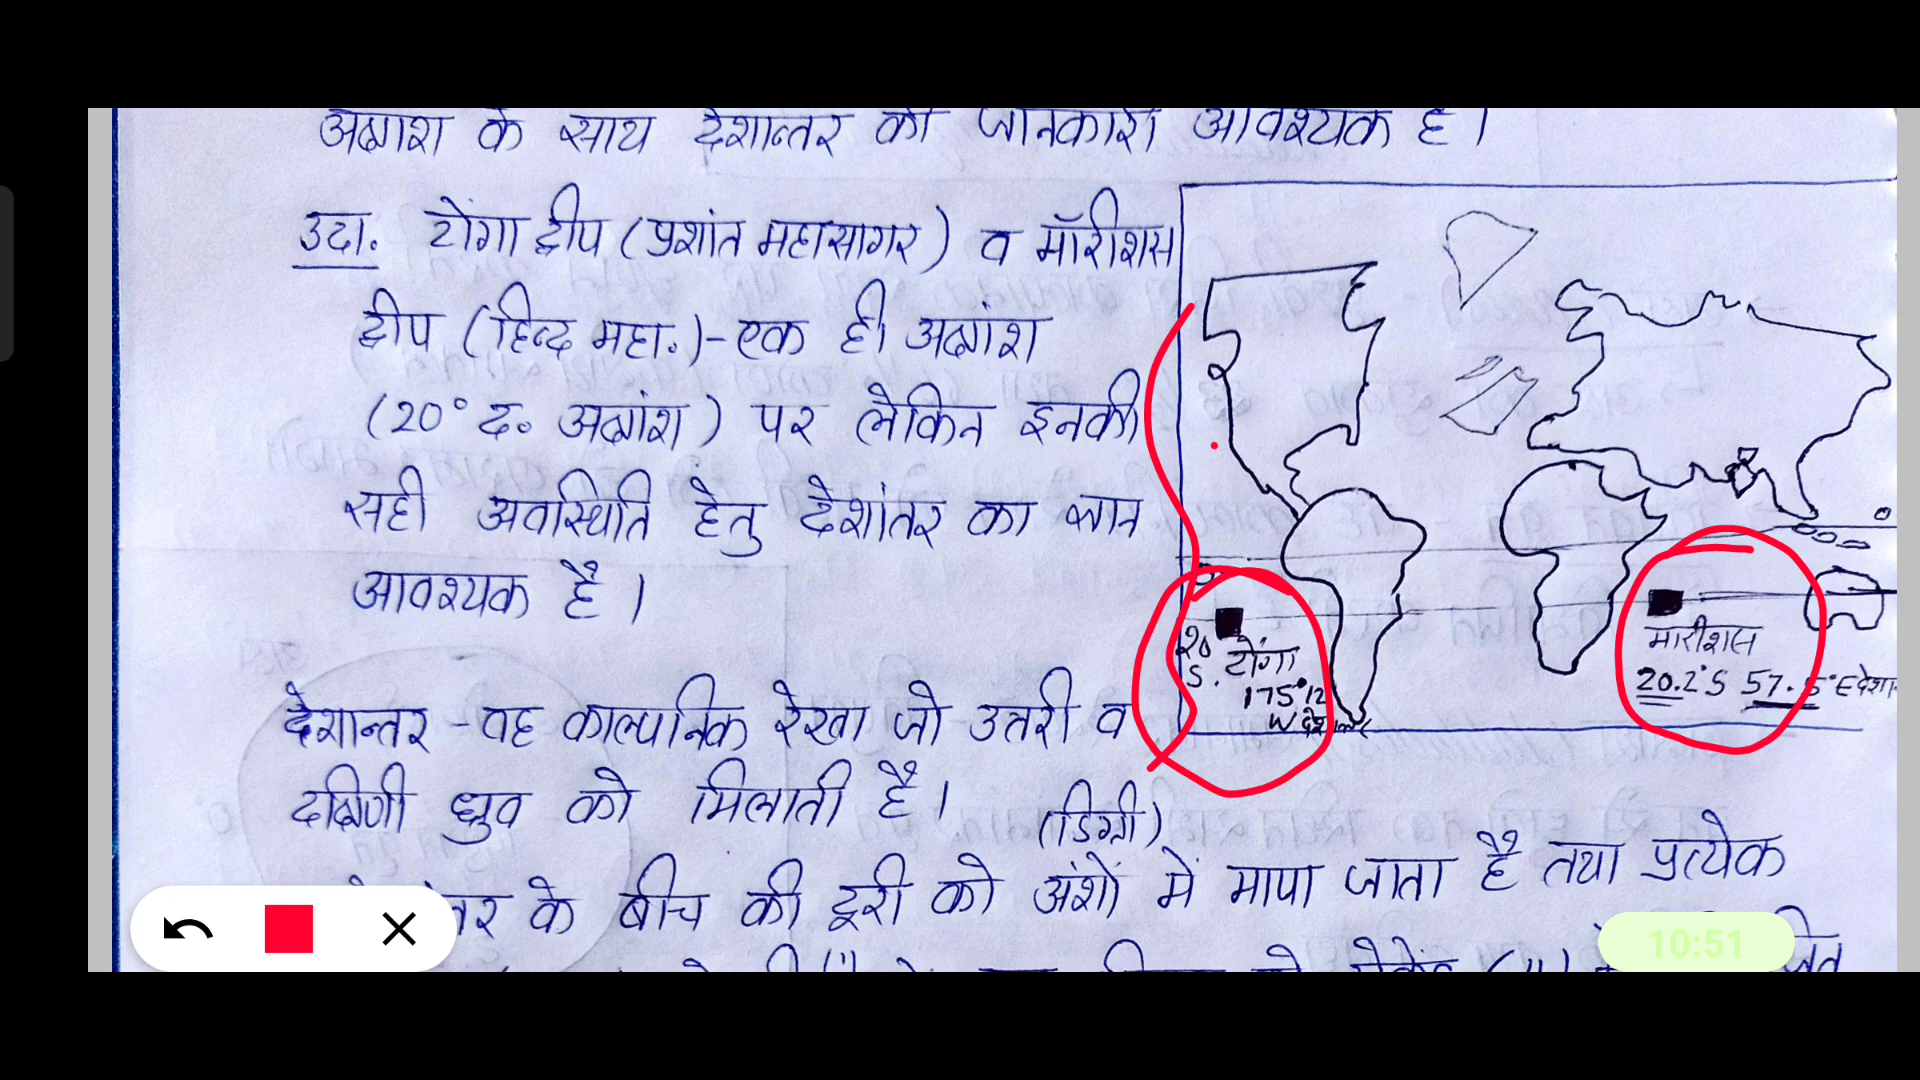 अक्षांश के साथ देशान्तर की जानकारी आवश्यक है।
उदा. टोंगा द्वीप (प्रशांत महासागर) व मॉरीशस
द्वीप (हिन्द महा.)-एक ही अक्षांश
(20° द. अक्षांश) पर लेकिन इनकी
सही अवस्थिति हेतु देशांतर का ज्ञान
आवश्यक है।
20 S. टोंगा
175°12
W देशा
मारीशस
20.2°S 57.5°E देशा
देशान्तर - वह काल्पनिक रेखा जो उत्तरी व
दक्षिणी ध्रुव को मिलाती है।
(डिग्री)
के बीच की दूरी को अंशों में मापा जाता है तथा प्रत्येक
10:51